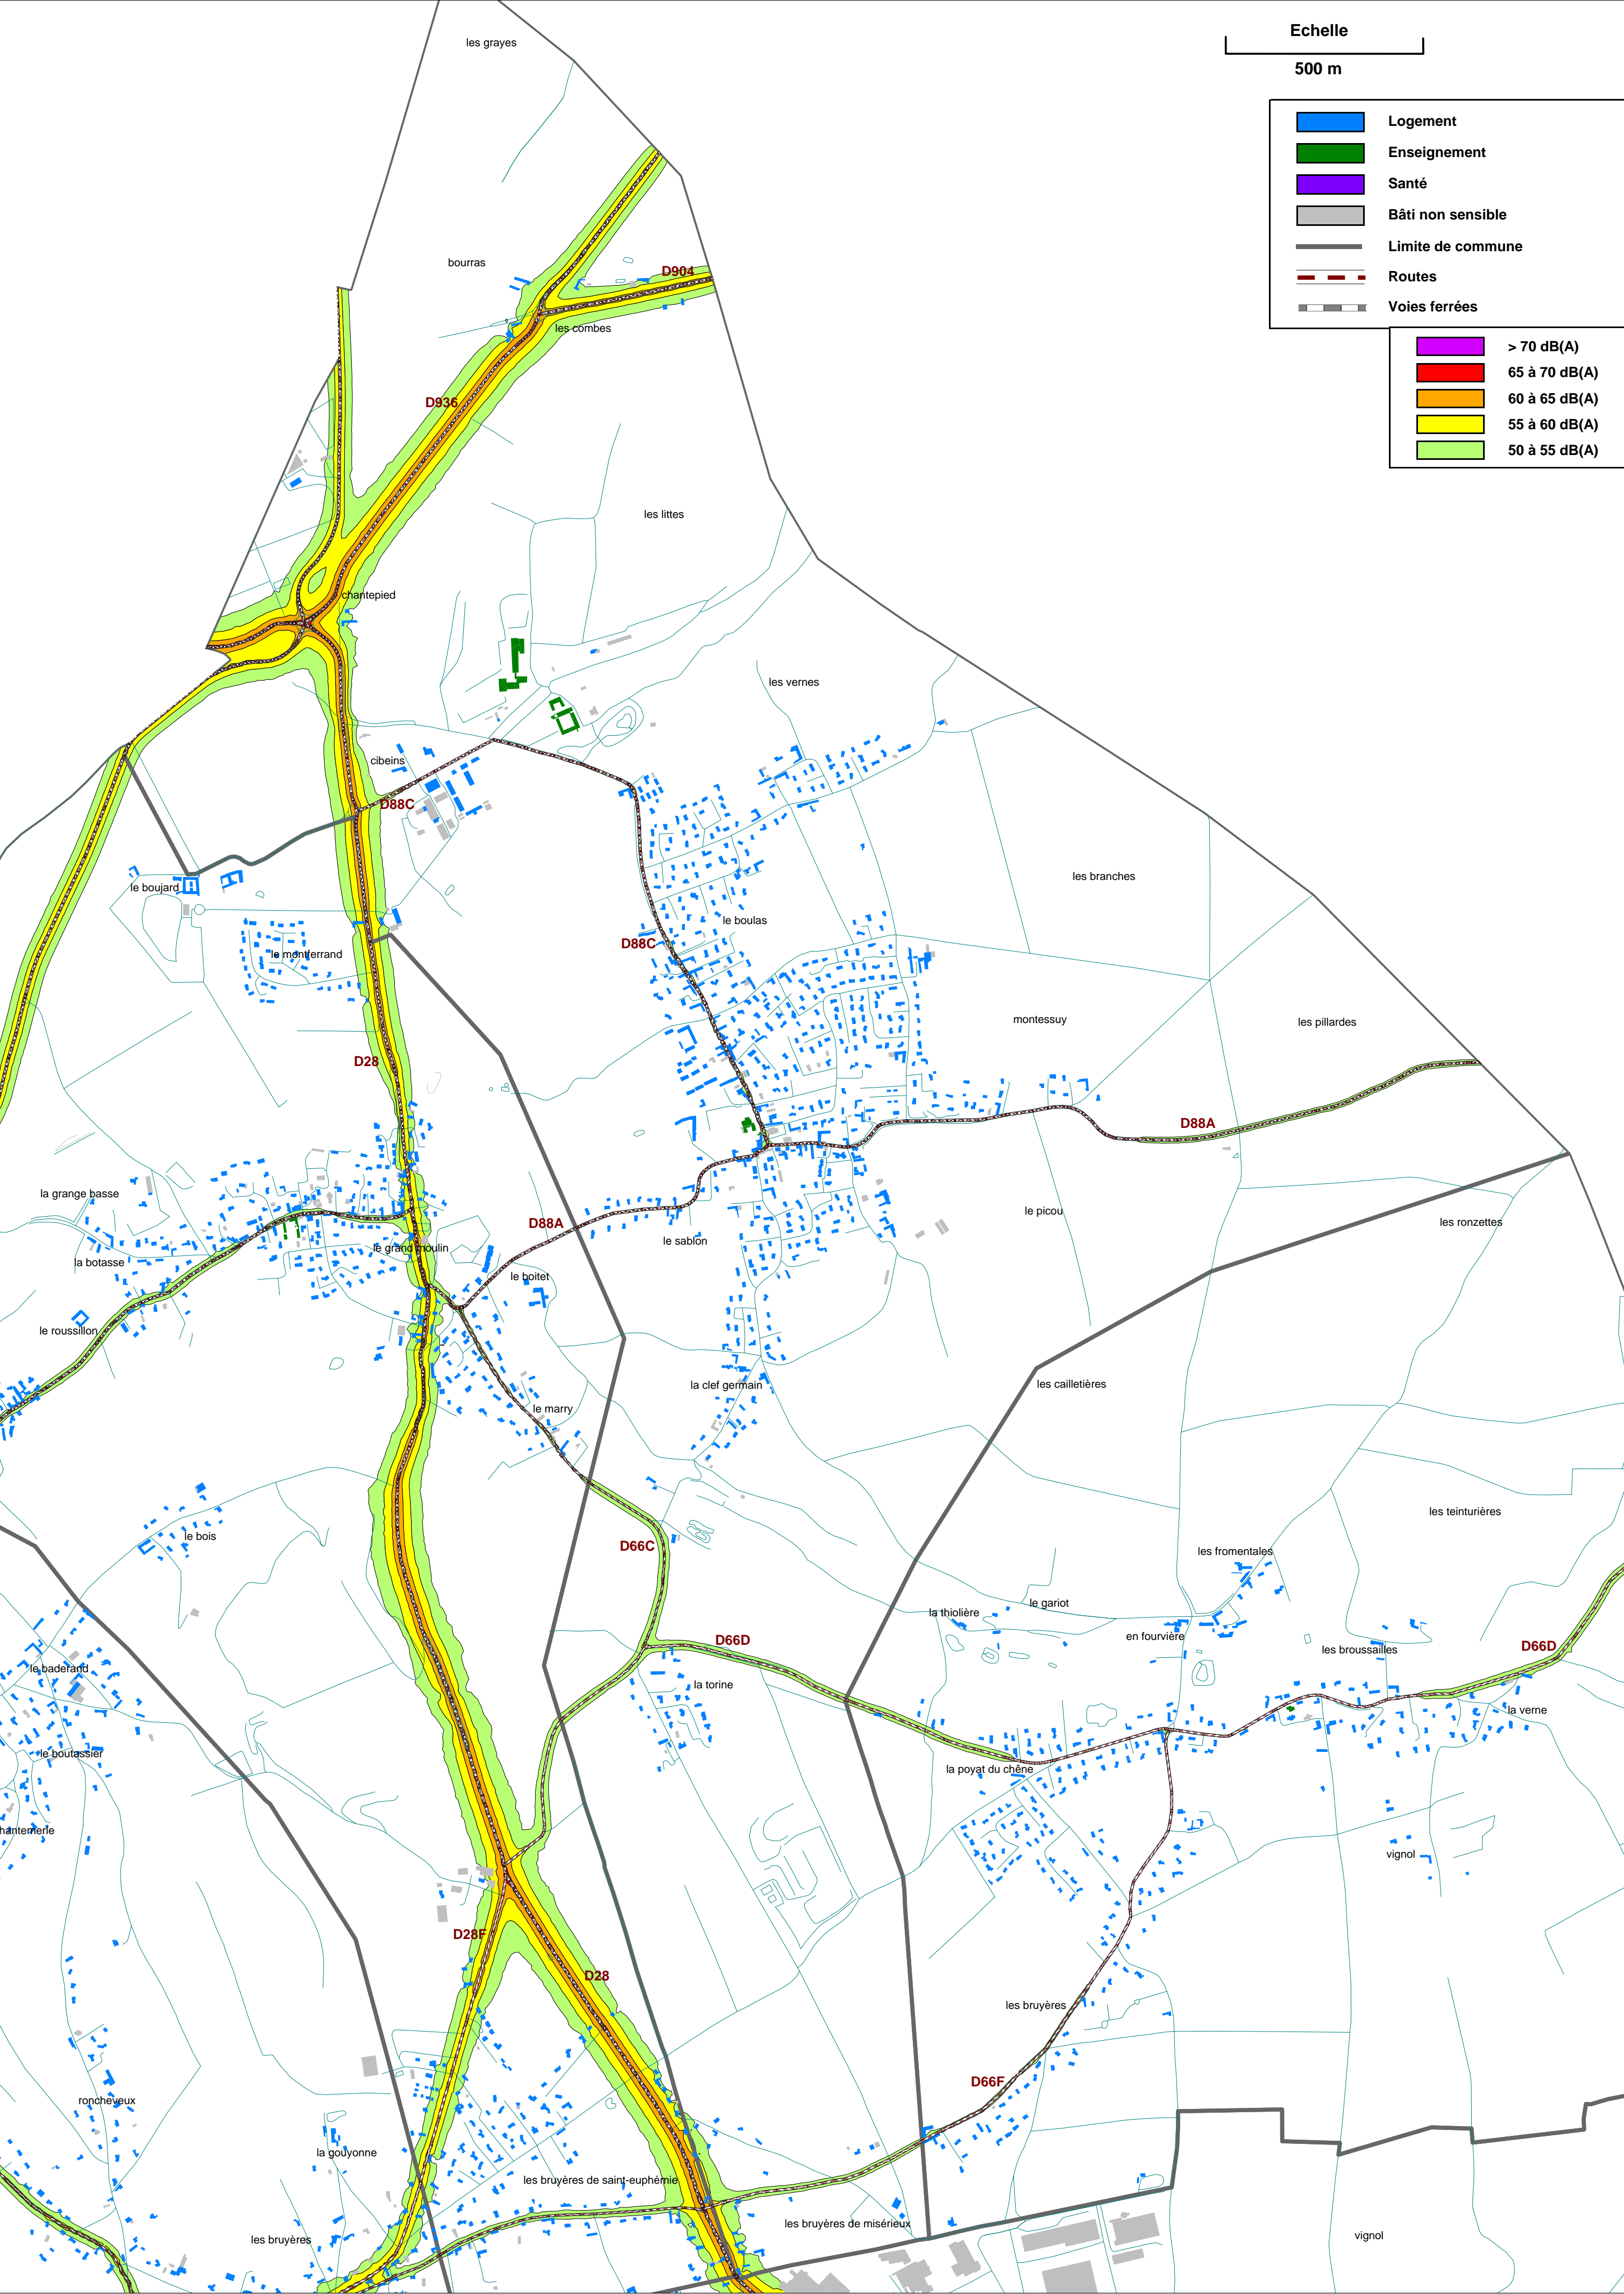 Echelle
500 m
Logement
Enseignement
Santé
Bâti non sensible
Limite de commune
Routes
Voies ferrées
> 70 dB(A)
65 à 70 dB(A)
60 à 65 dB(A)
55 à 60 dB(A)
50 à 55 dB(A)
les grayes
bourras
D904
les combes
D936
les littes
chantepied
les vernes
cibeins
D88C
le boujard
les branches
le boulas
D88C
le montferrand
montessuy
les pillardes
D28
D88A
la grange basse
le picou
D88A
les ronzettes
le sablon
le grand moulin
la botasse
le boitet
le roussillon
la clef germain
les cailletières
le marry
les teinturières
le bois
D66C
les fromentales
le gariot
la thiolière
en fourvière
D66D
D66D
les broussailles
le baderand
la torine
la verne
le boutassier
la poyat du chêne
hantemerle
vignol
D28F
D28
les bruyères
D66F
roncheveux
la gouyonne
les bruyères de saint-euphémie
les bruyères de misérieux
vignol
les bruyères